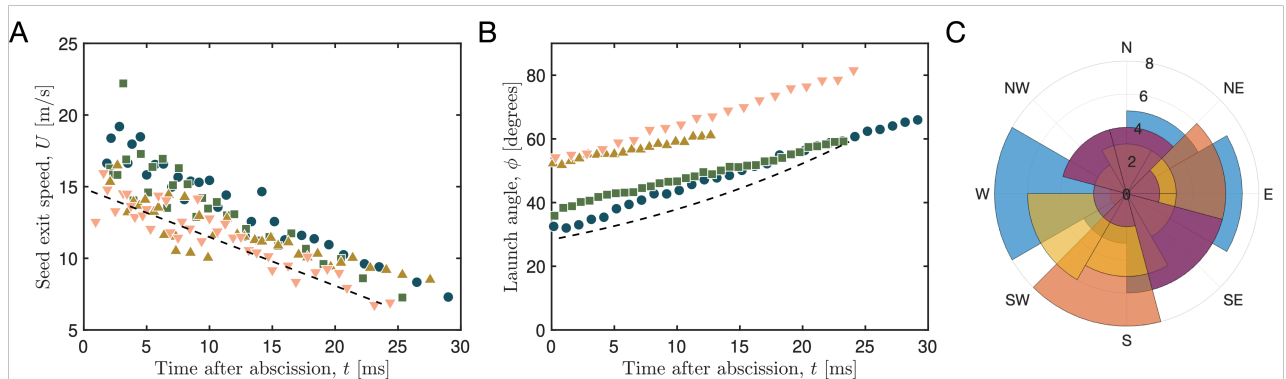 A
Seed exit speed, U [m/s]
25
20
15
10
5
0
5
10
15
20
25
30
Time after abscission, t [ms]
B
Launch angle, ϕ [degrees]
80
60
40
20
0
0
5
10
15
20
25
30
Time after abscission, t [ms]
C
N
NE
E
SE
S
SW
W
NW
8
6
4
2
0